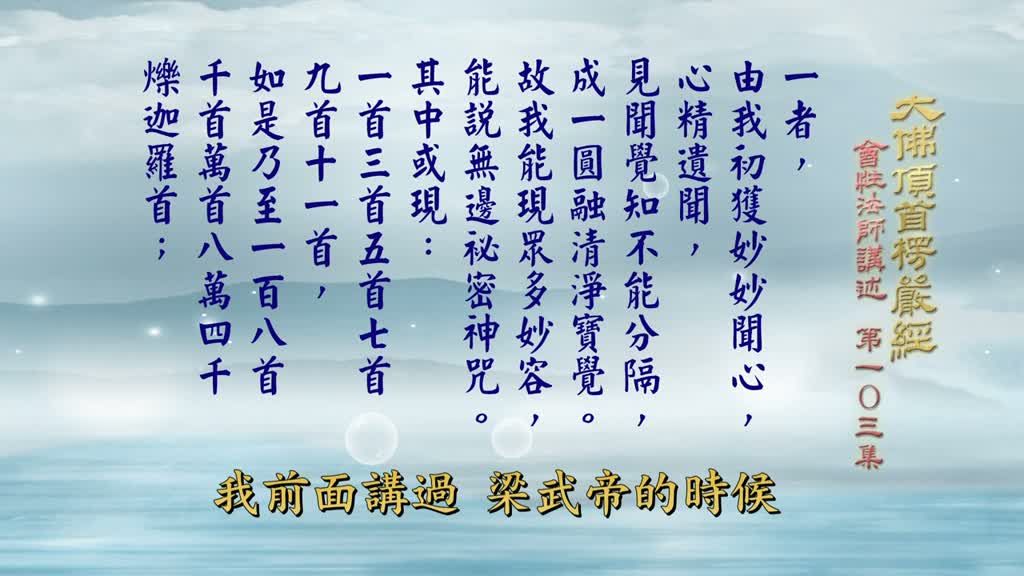 大佛頂首楞嚴經
會性法師講述 第一〇三集
一者，
由我初獲妙妙聞心，
心精遺聞，
見聞覺知不能分隔，
成一圓融清淨寶覺。
故我能現眾多妙容，
能說無邊祕密神咒。
其中或現：
一首三首五首七首
九首十一首，
如是乃至一百八首
千首萬首八萬四千
爍迦羅首；
我前面講過 梁武帝的時候